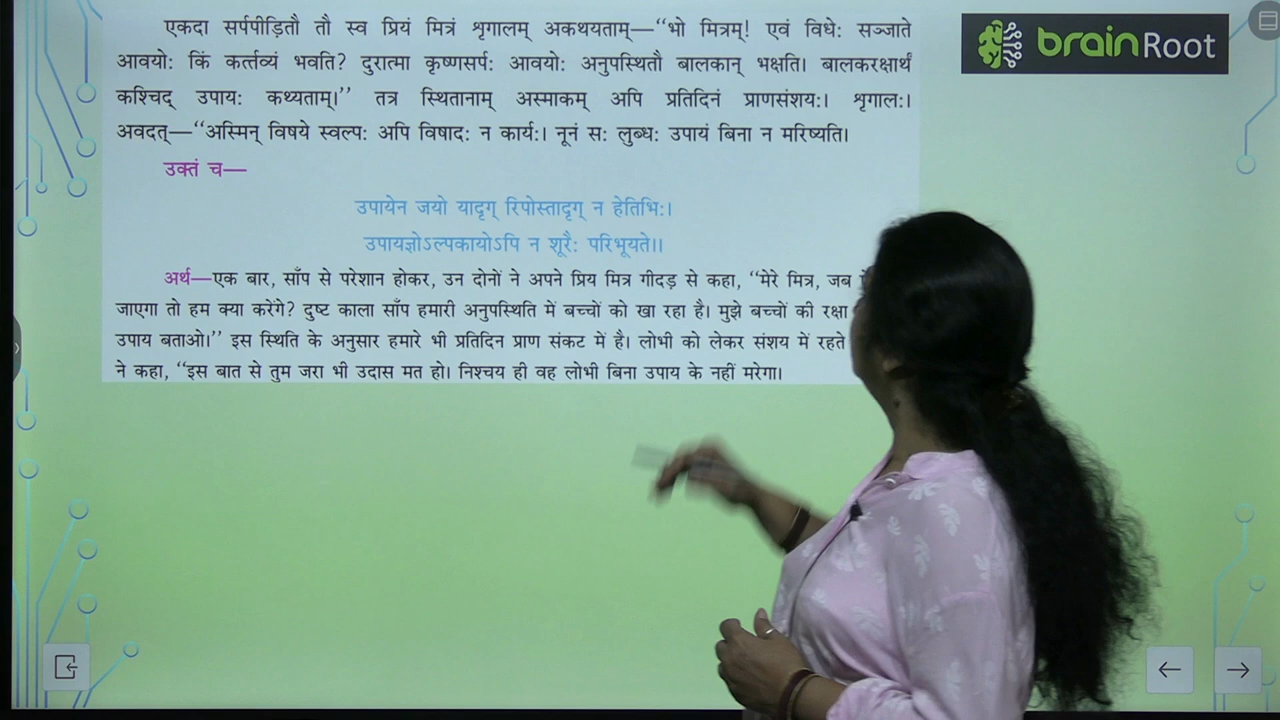 एकदा सर्पपीड़ितौ तौ स्व प्रियं मित्रं श्रृगालम् अकथयताम्—‘‘भो मित्रम्! एवं विधे: सञ्जाते
आवयो: किं कर्त्तव्यं भवति? दुरात्मा कृष्णसर्प: आवयो: अनुपस्थितौ बालकान् भक्षति। बालकरक्षार्थं
कश्चिद् उपाय: कथ्यताम्।’’ तत्र स्थितानाम् अस्माकम् अपि प्रतिदिनं प्राणसंशय:। श्रृगाल:।
अवदत्—‘‘अस्मिन् विषये स्वल्प: अपि विषाद: न कार्य:। नूनं स: लुब्ध: उपायं बिना न मरिष्यति।
उक्तं च—
उपायेन जयो यादृग् रिपोस्तादृग् न हेतिभि:।
उपायज्ञोऽल्पकायोऽपि न शूरै: परिभूयते।।
अर्थ—एक बार, साँप से परेशान होकर, उन दोनों ने अपने प्रिय मित्र गीदड़ से कहा, ‘‘मेरे मित्र, जब
जाएगा तो हम क्या करेंगे? दुष्ट काला साँप हमारी अनुपस्थिति में बच्चों को खा रहा है। मुझे बच्चों की रक्षा
उपाय बताओ।’’ इस स्थिति के अनुसार हमारे भी प्रतिदिन प्राण संकट में है। लोभी को लेकर संशय में रहते
ने कहा, ‘‘इस बात से तुम जरा भी उदास मत हो। निश्चय ही वह लोभी बिना उपाय के नहीं मरेगा।
brainRoot